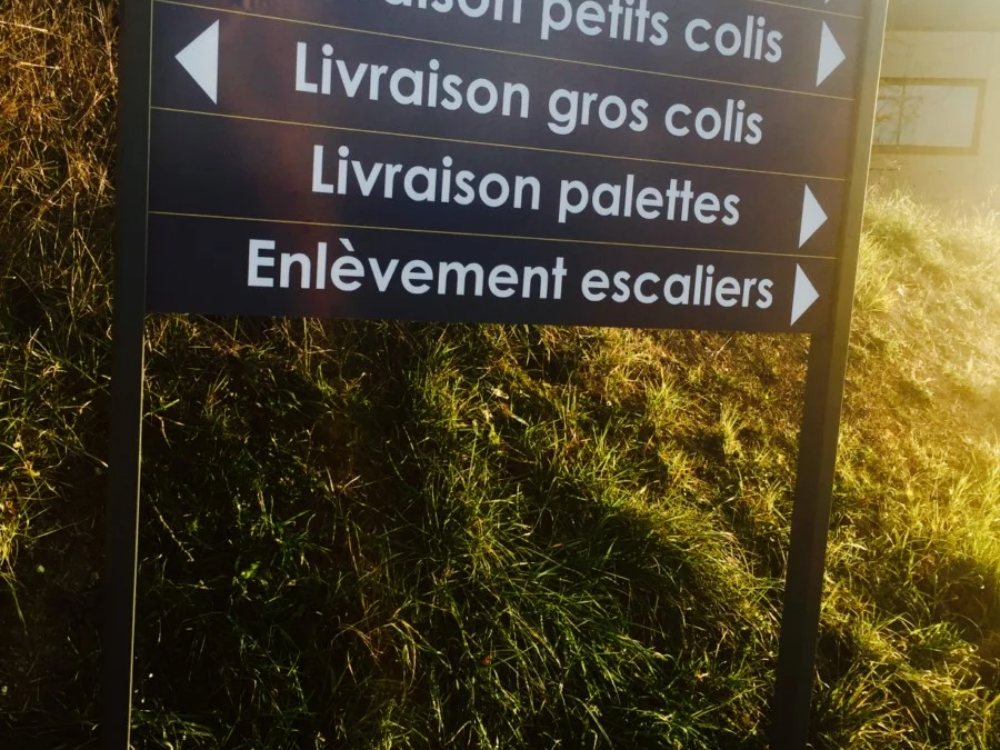 petits colis
Livraison gros colis
Livraison palettes
Enlèvement escaliers